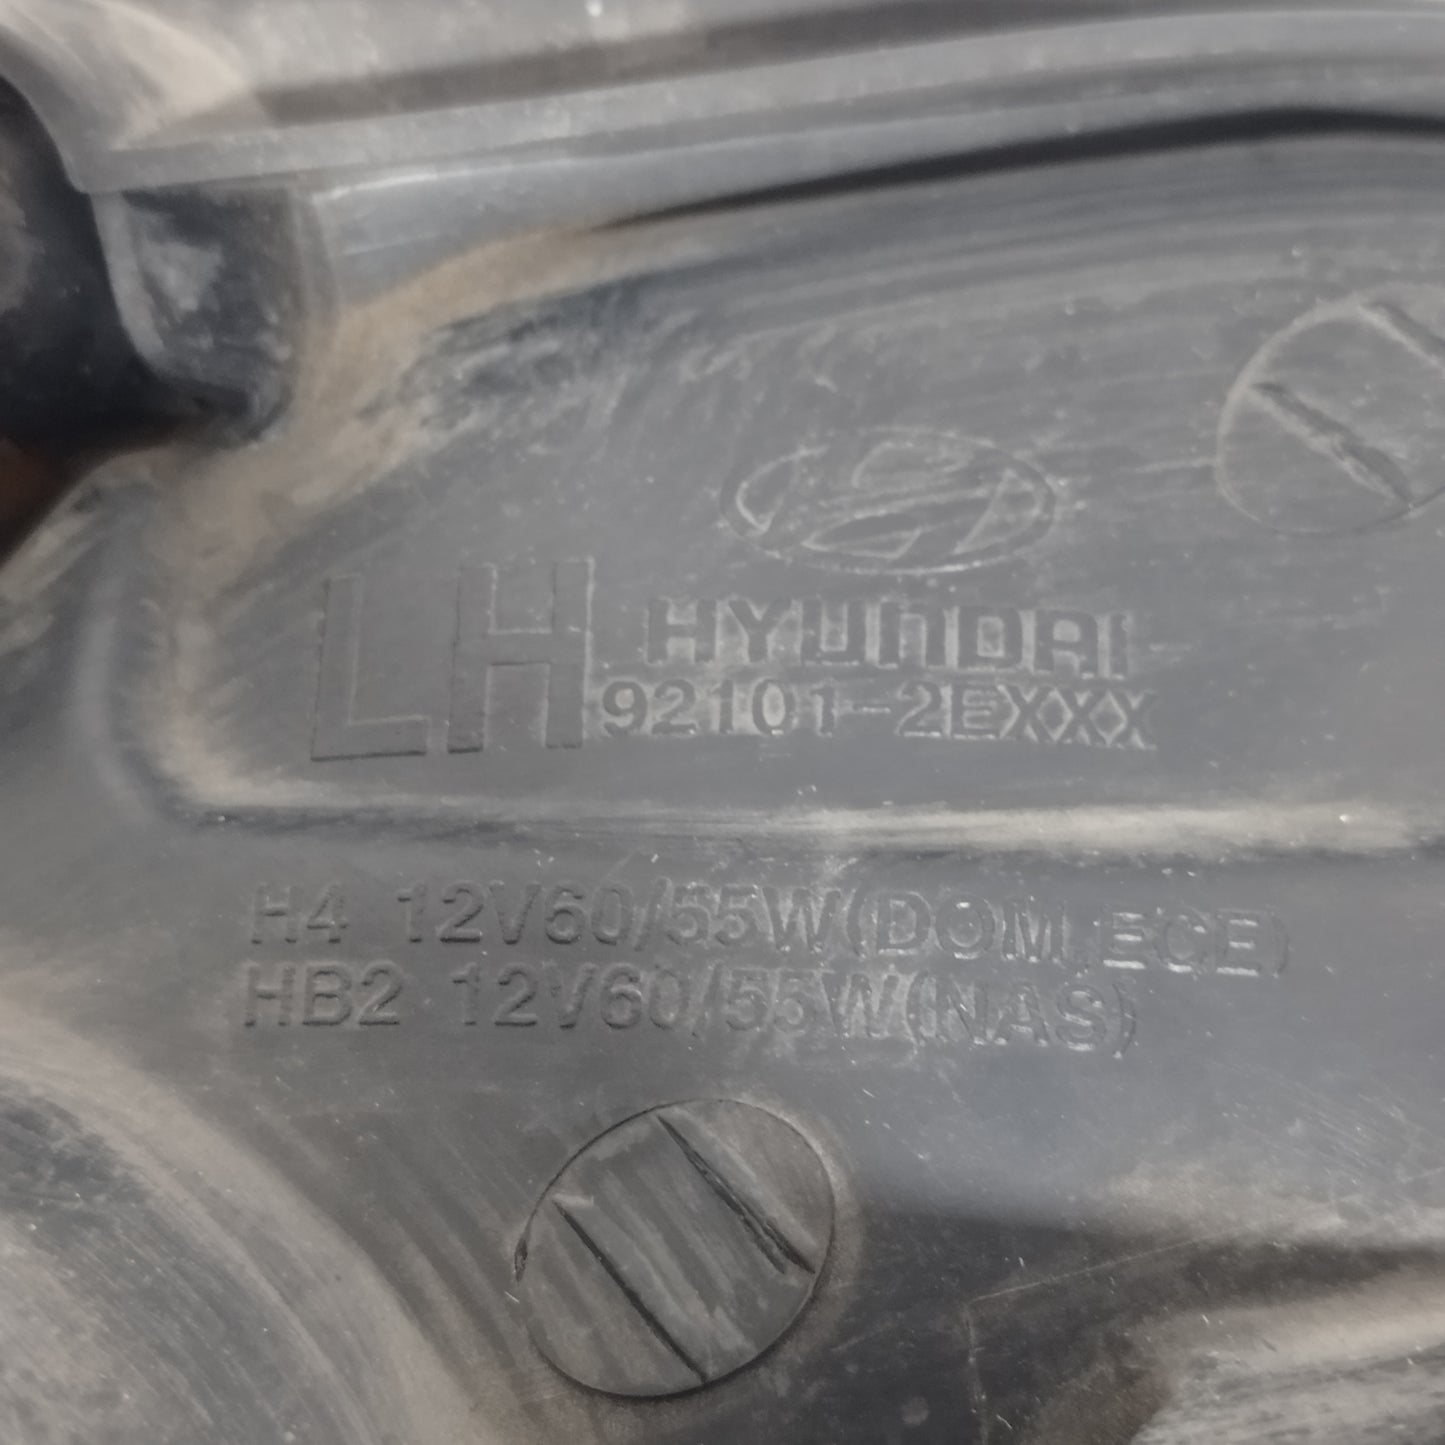 LH
HYUNDAI
92101-2EXXX
H4 12V60/55W(DOM,ECE)
HB2 12V60/55W(NAS)